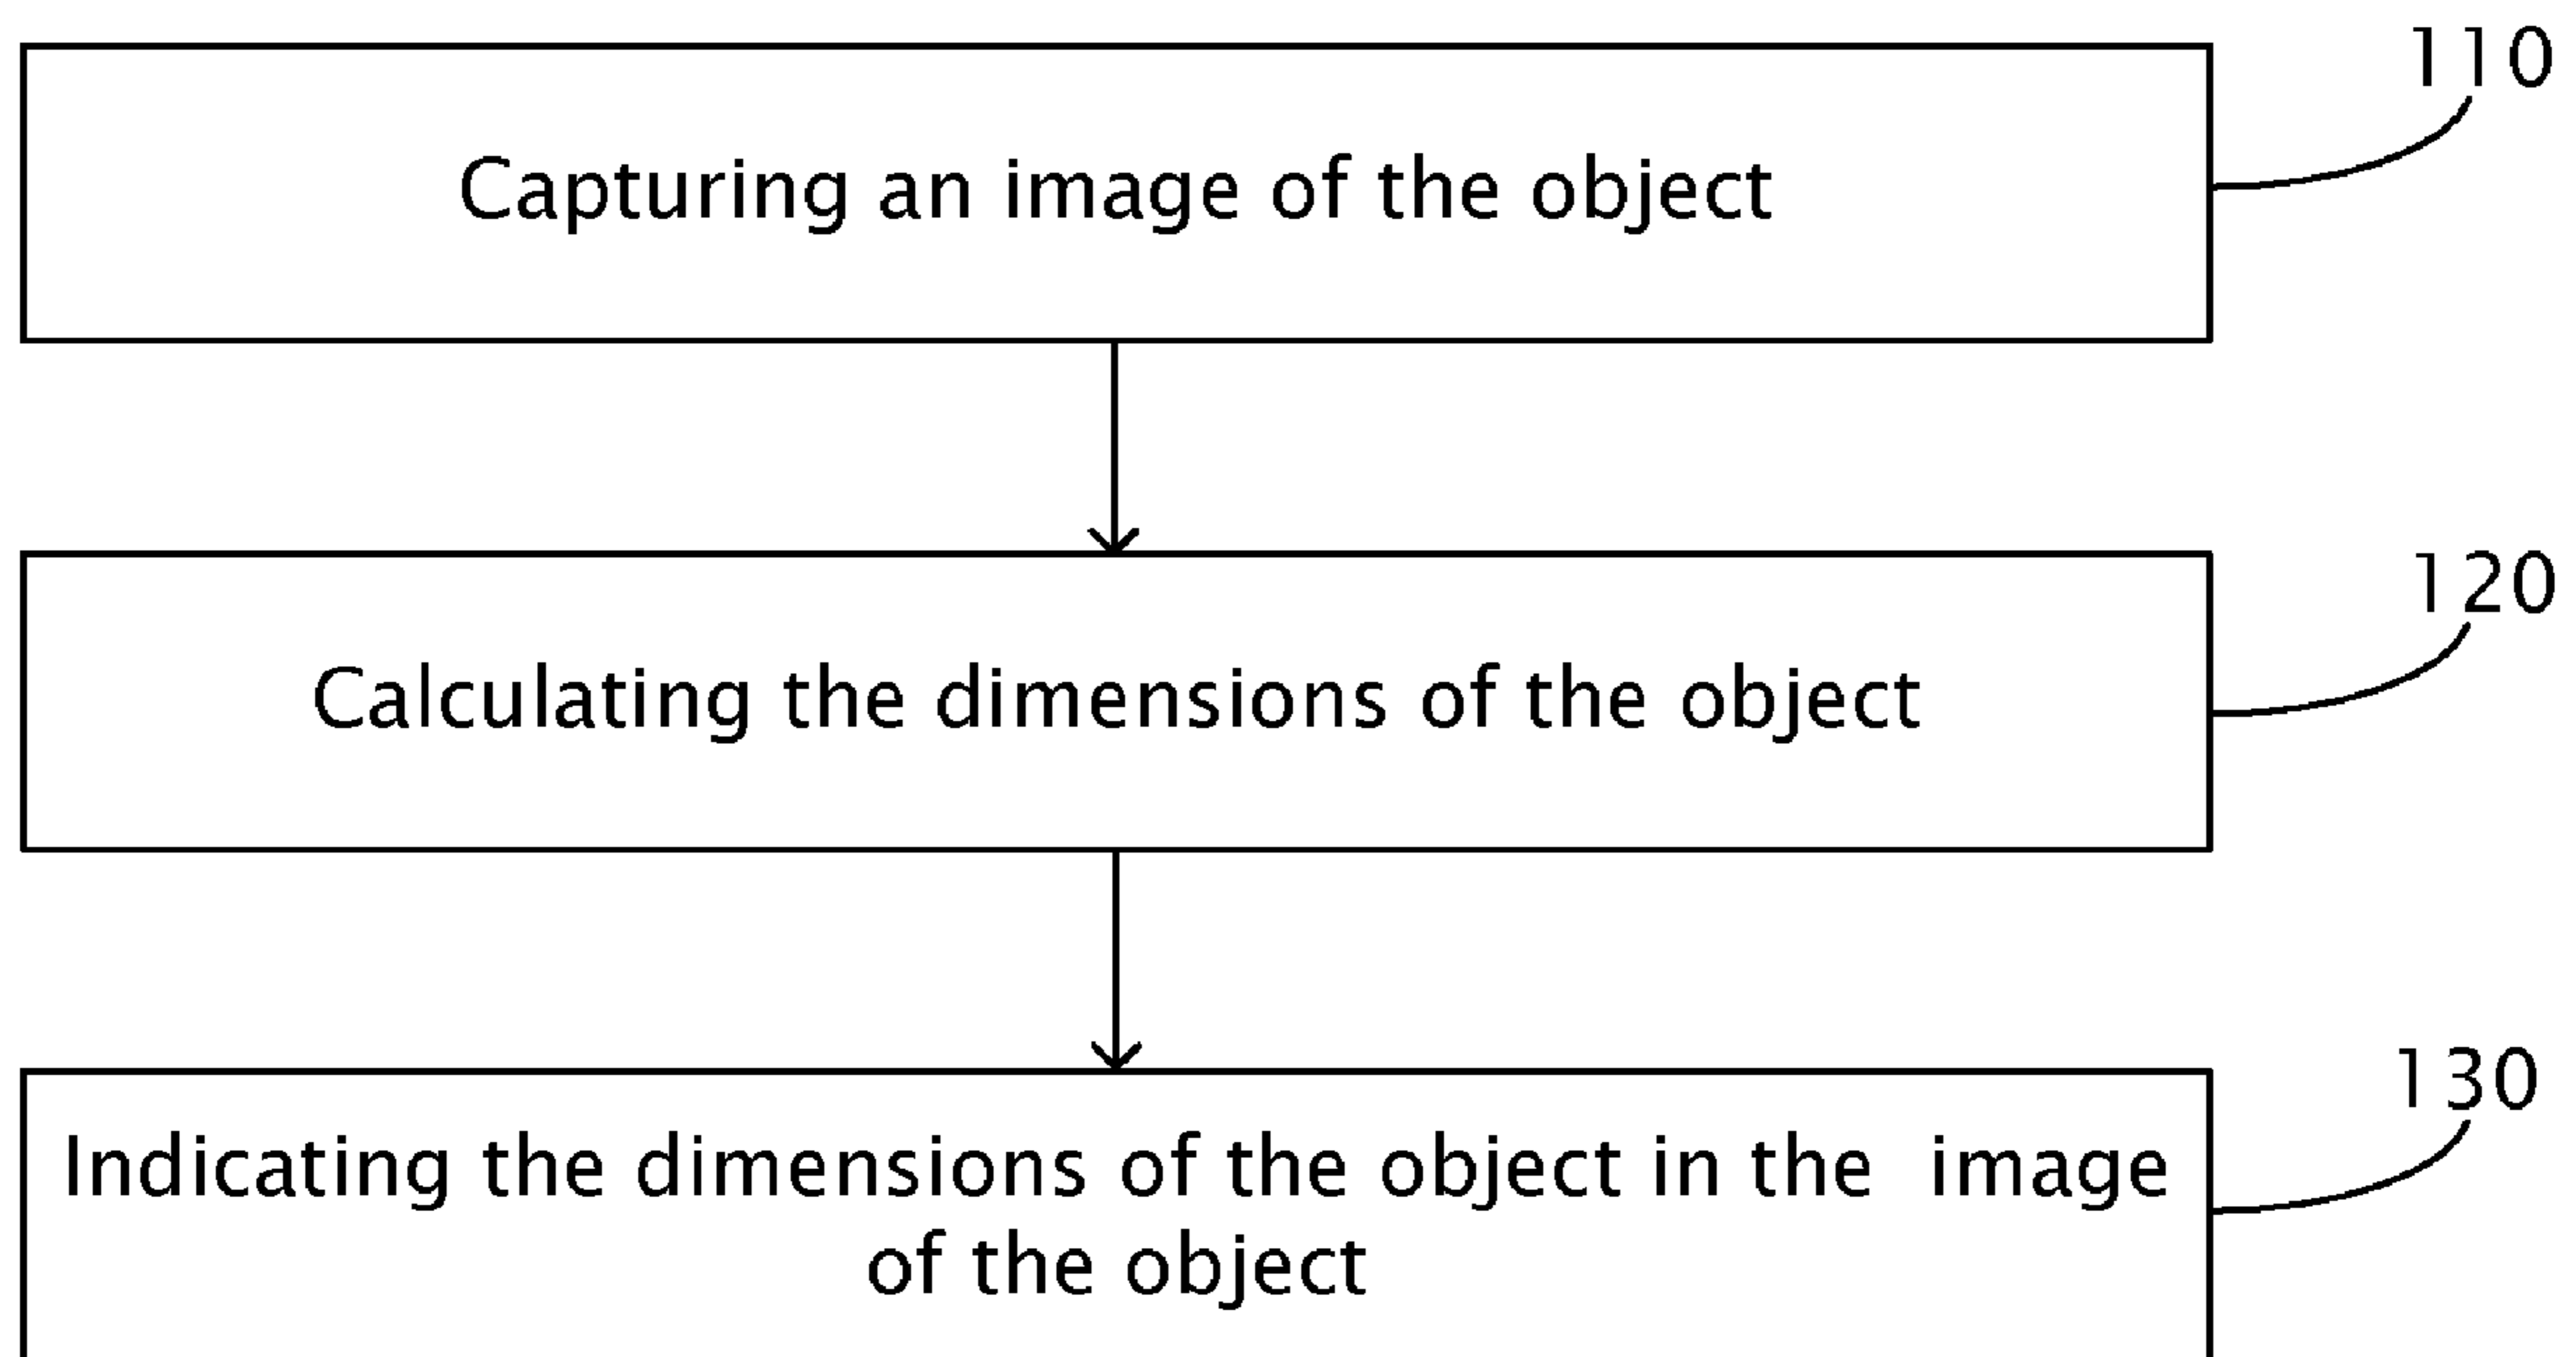 110
Capturing an image of the object
120
Calculating the dimensions of the object
130
Indicating the dimensions of the object in the image
of the object